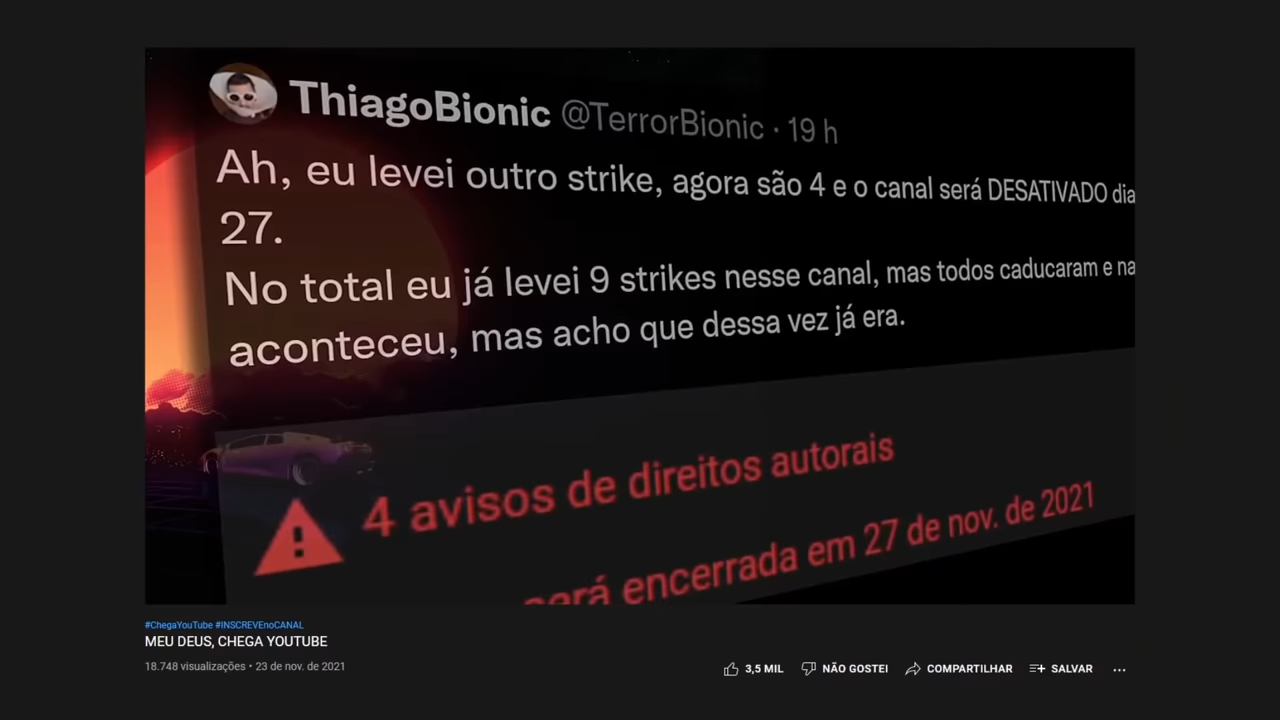 ThiagoBionic @TerrorBionic · 19 h
Ah, eu levei outro strike, agora são 4 e o canal será DESATIVADO dia
27.
No total eu já levei 9 strikes nesse canal, mas todos caducaram e na
aconteceu, mas acho que dessa vez já era.
4 avisos de direitos autorais
será encerrada em 27 de nov. de 2021
#ChegaYouTube #INSCREVEnoCANAL
MEU DEUS, CHEGA YOUTUBE
18.748 visualizações • 23 de nov. de 2021
3,5 MIL NÃO GOSTEI COMPARTILHAR SALVAR